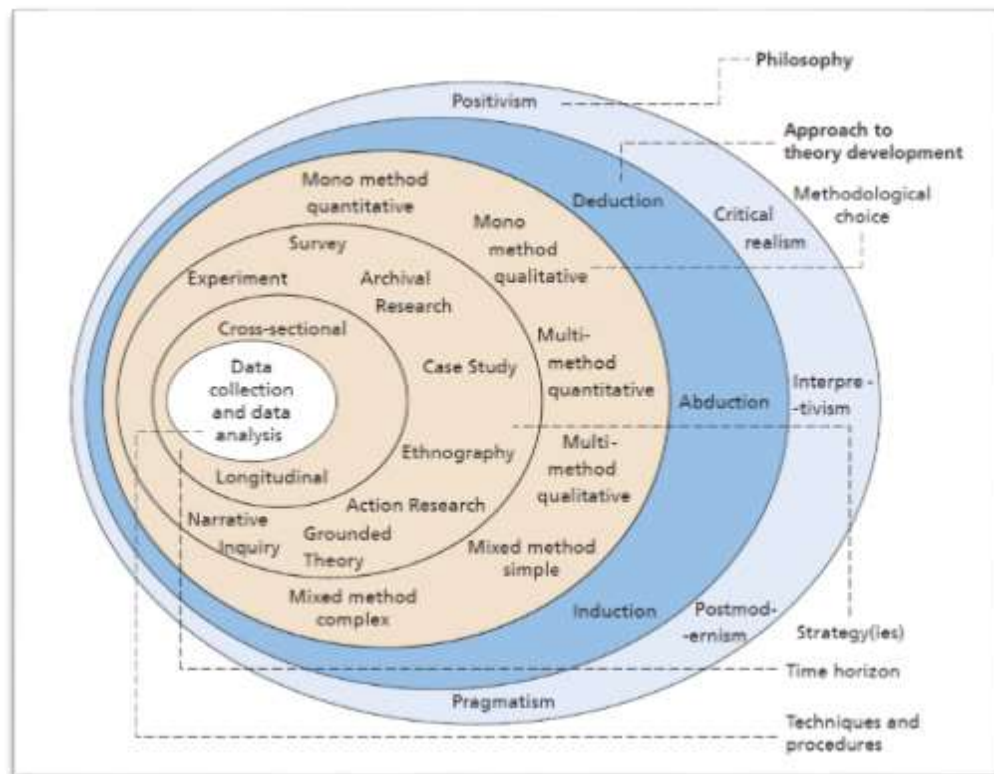 Philosophy
Positivism
Approach to
theory development
Mono method
quantitative
Deduction
Methodological
choice
Critical
realism
Mono
method
qualitative
Survey
Experiment
Archival
Research
Cross-sectional
Multi-
method
quantitative
Data
collection
and data
analysis
Case Study
Abduction
Interpre-
-tivism
Ethnography
Multi-
method
qualitative
Longitudinal
Action Research
Narrative
Inquiry
Grounded
Theory
Mixed method
simple
Mixed method
complex
Induction
Postmod-
-ernism
Strategy(ies)
Time horizon
Pragmatism
Techniques and
procedures